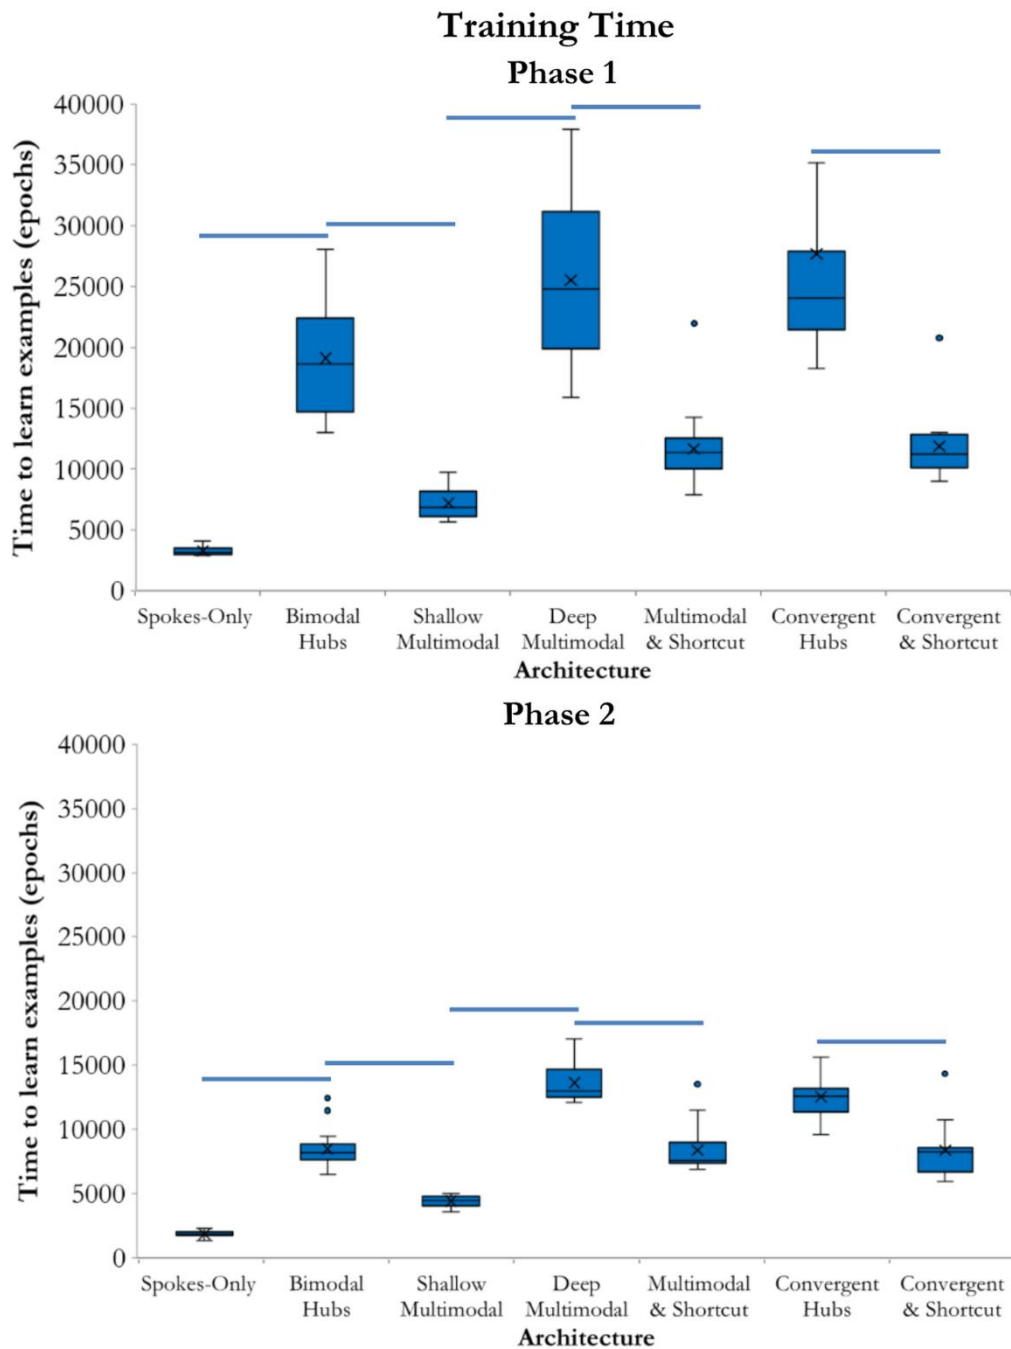 Training Time
Phase 1
Time to learn examples (epochs)
40000
35000
30000
25000
20000
15000
10000
5000
0
Spokes-Only
Bimodal
Hubs
Shallow
Multimodal
Deep
Multimodal
Multimodal
& Shortcut
Convergent
Hubs
Convergent
& Shortcut
Architecture
Phase 2
Time to learn examples (epochs)
40000
35000
30000
25000
20000
15000
10000
5000
0
Spokes-Only
Bimodal
Hubs
Shallow
Multimodal
Deep
Multimodal
Multimodal
& Shortcut
Convergent
Hubs
Convergent
& Shortcut
Architecture